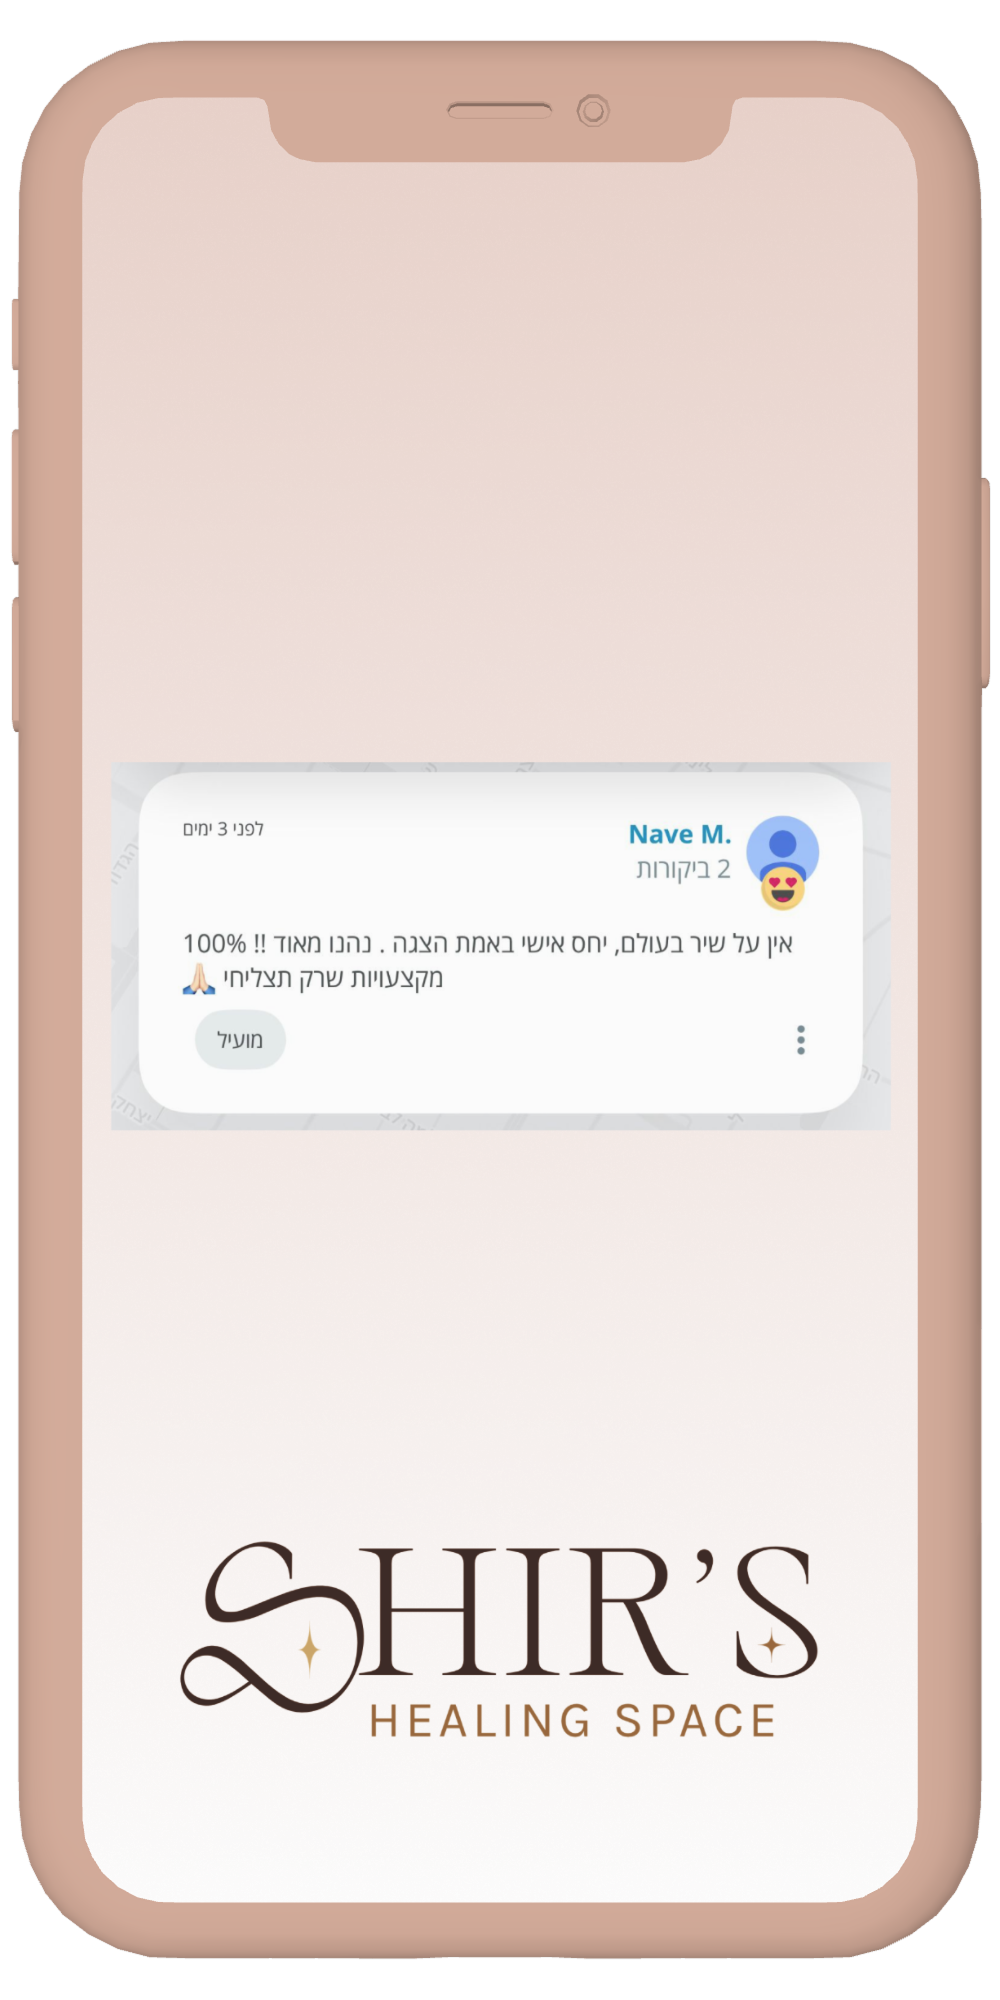 Nave M.
לפני 3 ימים
2 ביקורות
אין על שיר בעולם, יחס אישי באמת הצגה . נהנו מאוד !! 100%
מקצעויות שרק תצליחי 🙏🏻
מועיל
SHIR'S
HEALING SPACE